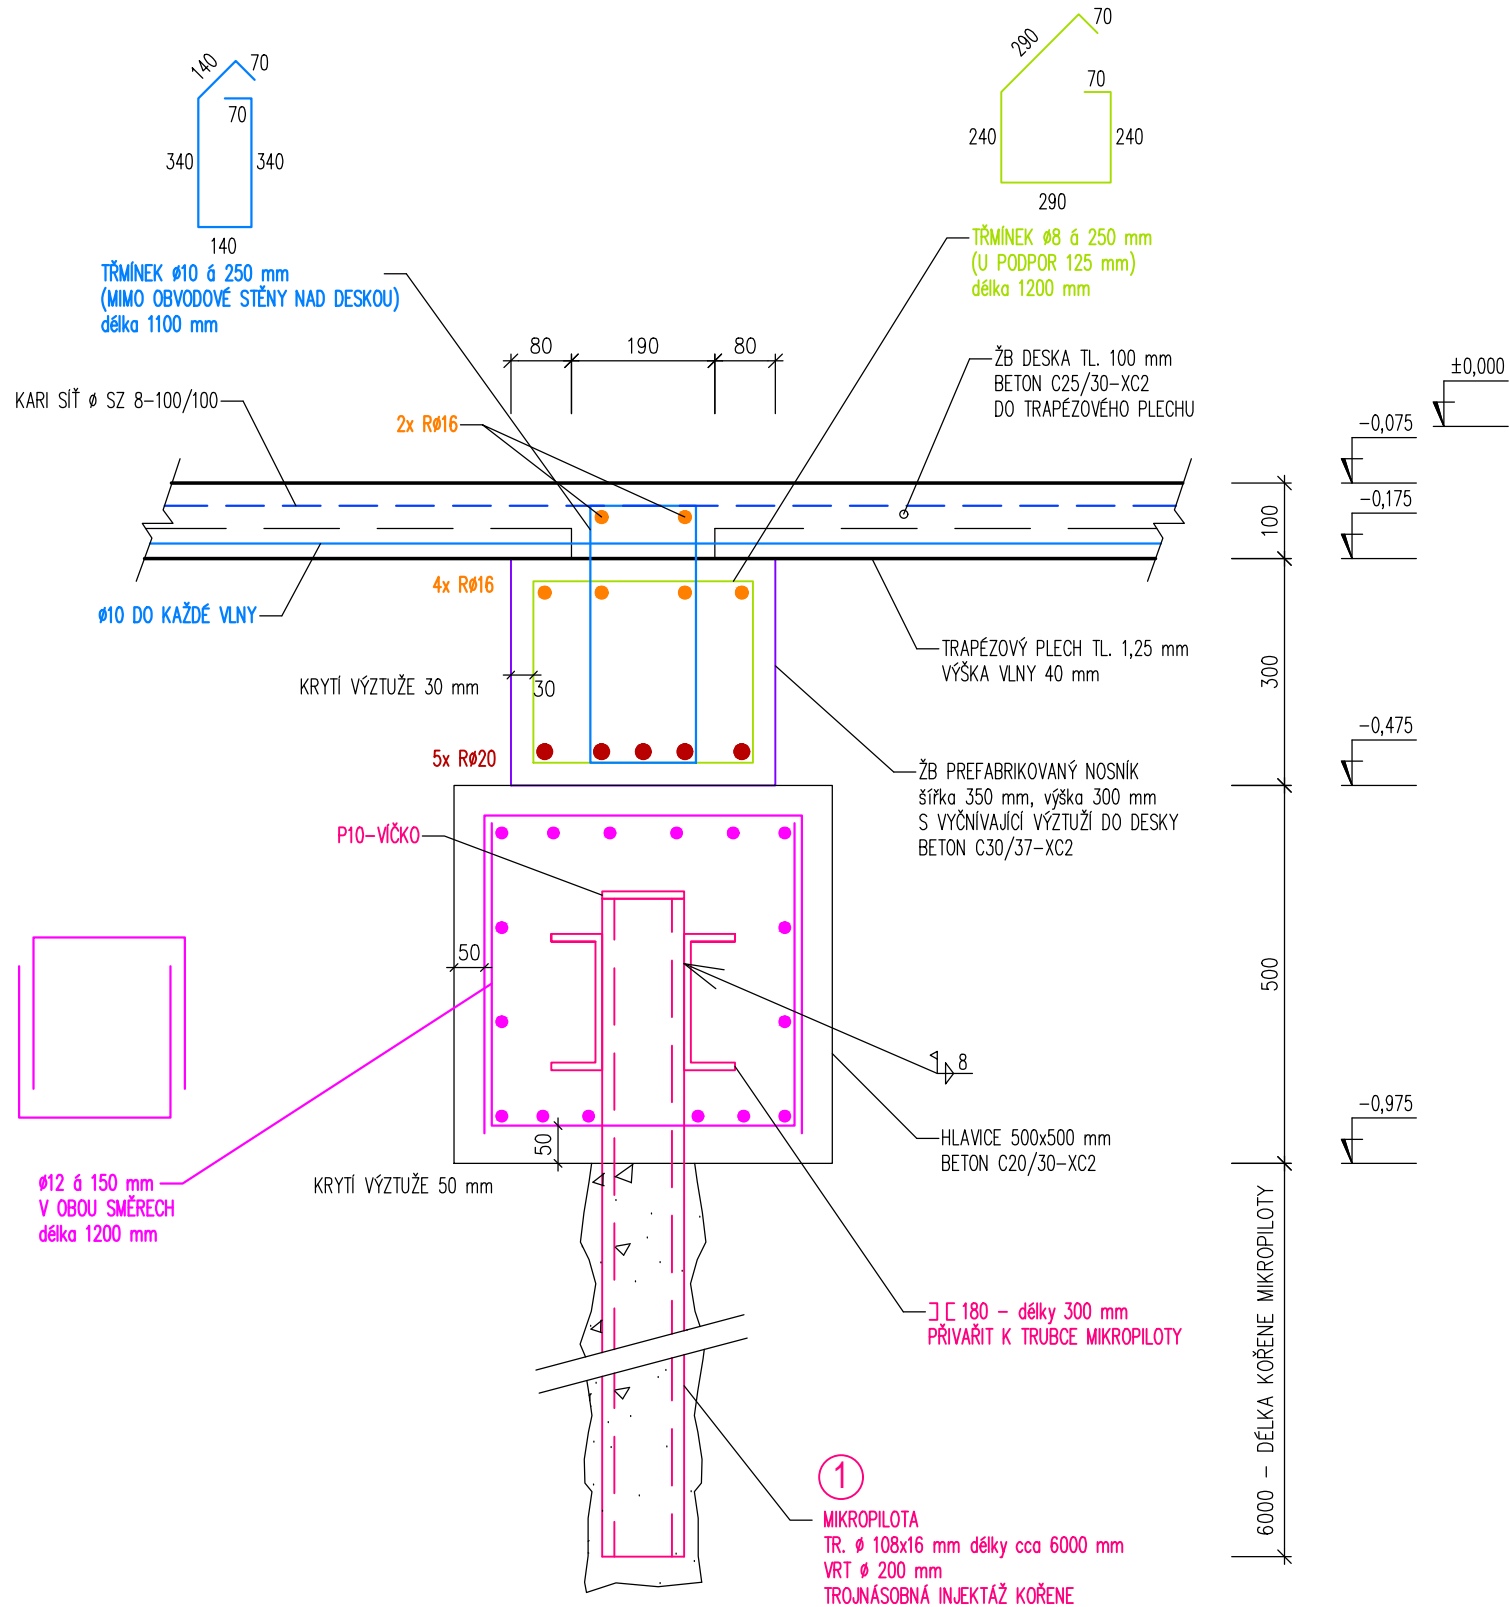 140
70
70
340
340
140
TŘMÍNEK ø10 á 250 mm
(MIMO OBVODOVÉ STĚNY NAD DESKOU)
délka 1100 mm
290
70
70
240
240
290
TŘMÍNEK ø8 á 250 mm
(U PODPOR 125 mm)
délka 1200 mm
80
190
80
ŽB DESKA TL. 100 mm
BETON C25/30-XC2
DO TRAPÉZOVÉHO PLECHU
±0,000
KARI SÍŤ ø SZ 8-100/100
2x Rø16
-0,075
-0,175
100
4x Rø16
ø10 DO KAŽDÉ VLNY
TRAPÉZOVÝ PLECH TL. 1,25 mm
VÝŠKA VLNY 40 mm
300
KRYTÍ VÝZTUŽE 30 mm
30
-0,475
5x Rø20
ŽB PREFABRIKOVANÝ NOSNÍK
šířka 350 mm, výška 300 mm
S VYČNÍVAJÍCÍ VÝZTUŽÍ DO DESKY
BETON C30/37-XC2
P10-VÍČKO
50
500
8
-0,975
HLAVICE 500x500 mm
BETON C20/30-XC2
50
KRYTÍ VÝZTUŽE 50 mm
ø12 á 150 mm
V OBOU SMĚRECH
délka 1200 mm
180 - délky 300 mm
PŘIVAŘIT K TRUBCE MIKROPILOTY
6000 - DÉLKA KOŘENE MIKROPILOTY
1
MIKROPILOTA
TR. ø 108x16 mm délky cca 6000 mm
VRT ø 200 mm
TROJNÁSOBNÁ INJEKTÁŽ KOŘENE